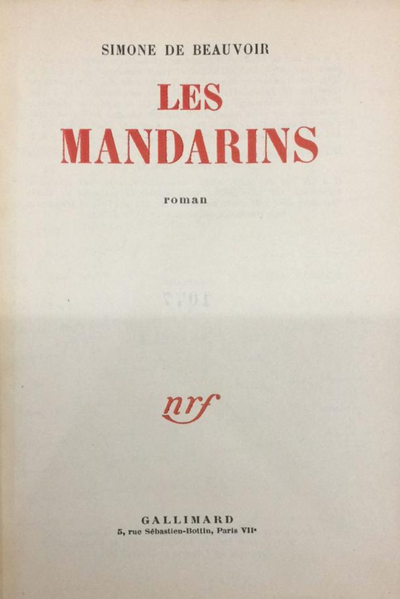 SIMONE DE BEAUVOIR
LES
MANDARINS
roman
nrf
GALLIMARD
5, rue Sébastien-Bottin, Paris VIIe